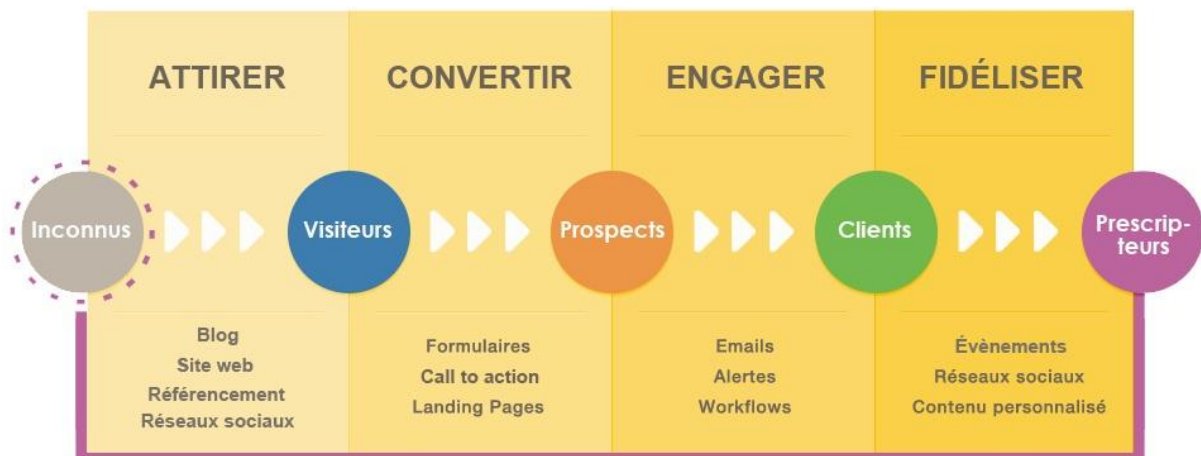 ATTIRER
CONVERTIR
ENGAGER
FIDÉLISER
Inconnus
Visiteurs
Prospects
Clients
Prescrip-
teurs
Blog
Site web
Référencement
Réseaux sociaux
Formulaires
Call to action
Landing Pages
Emails
Alertes
Workflows
Évènements
Réseaux sociaux
Contenu personnalisé